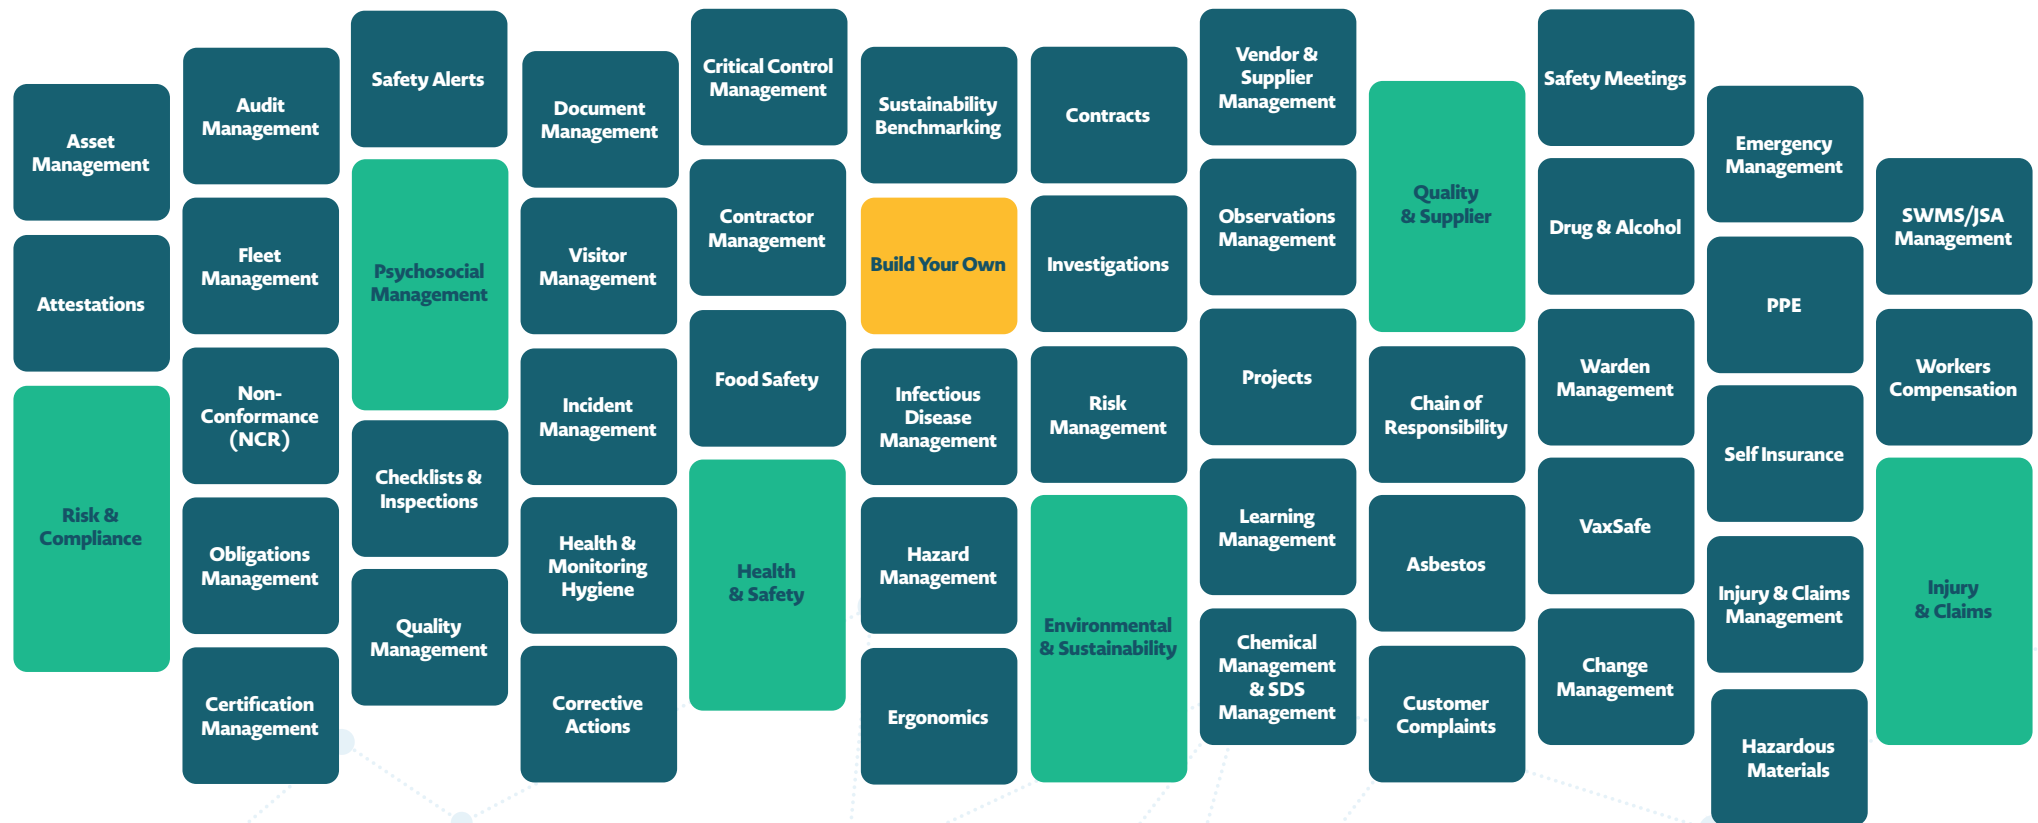 Asset
Management
Attestations
Risk &
Compliance
Audit
Management
Fleet
Management
Non-
Conformance
(NCR)
Obligations
Management
Certification
Management
Safety Alerts
Psychosocial
Management
Checklists &
Inspections
Quality
Management
Document
Management
Visitor
Management
Incident
Management
Health &
Monitoring
Hygiene
Corrective
Actions
Critical Control
Management
Contractor
Management
Food Safety
Health
& Safety
Sustainability
Benchmarking
Build Your Own
Infectious
Disease
Management
Hazard
Management
Ergonomics
Contracts
Investigations
Risk
Management
Environmental
& Sustainability
Vendor &
Supplier
Management
Observations
Management
Projects
Learning
Management
Chemical
Management
& SDS
Management
Quality
& Supplier
Chain of
Responsibility
Asbestos
Customer
Complaints
Safety Meetings
Drug & Alcohol
Warden
Management
VaxSafe
Change
Management
Emergency
Management
PPE
Self Insurance
Injury & Claims
Management
Hazardous
Materials
SWMS/JSA
Management
Workers
Compensation
Injury
& Claims